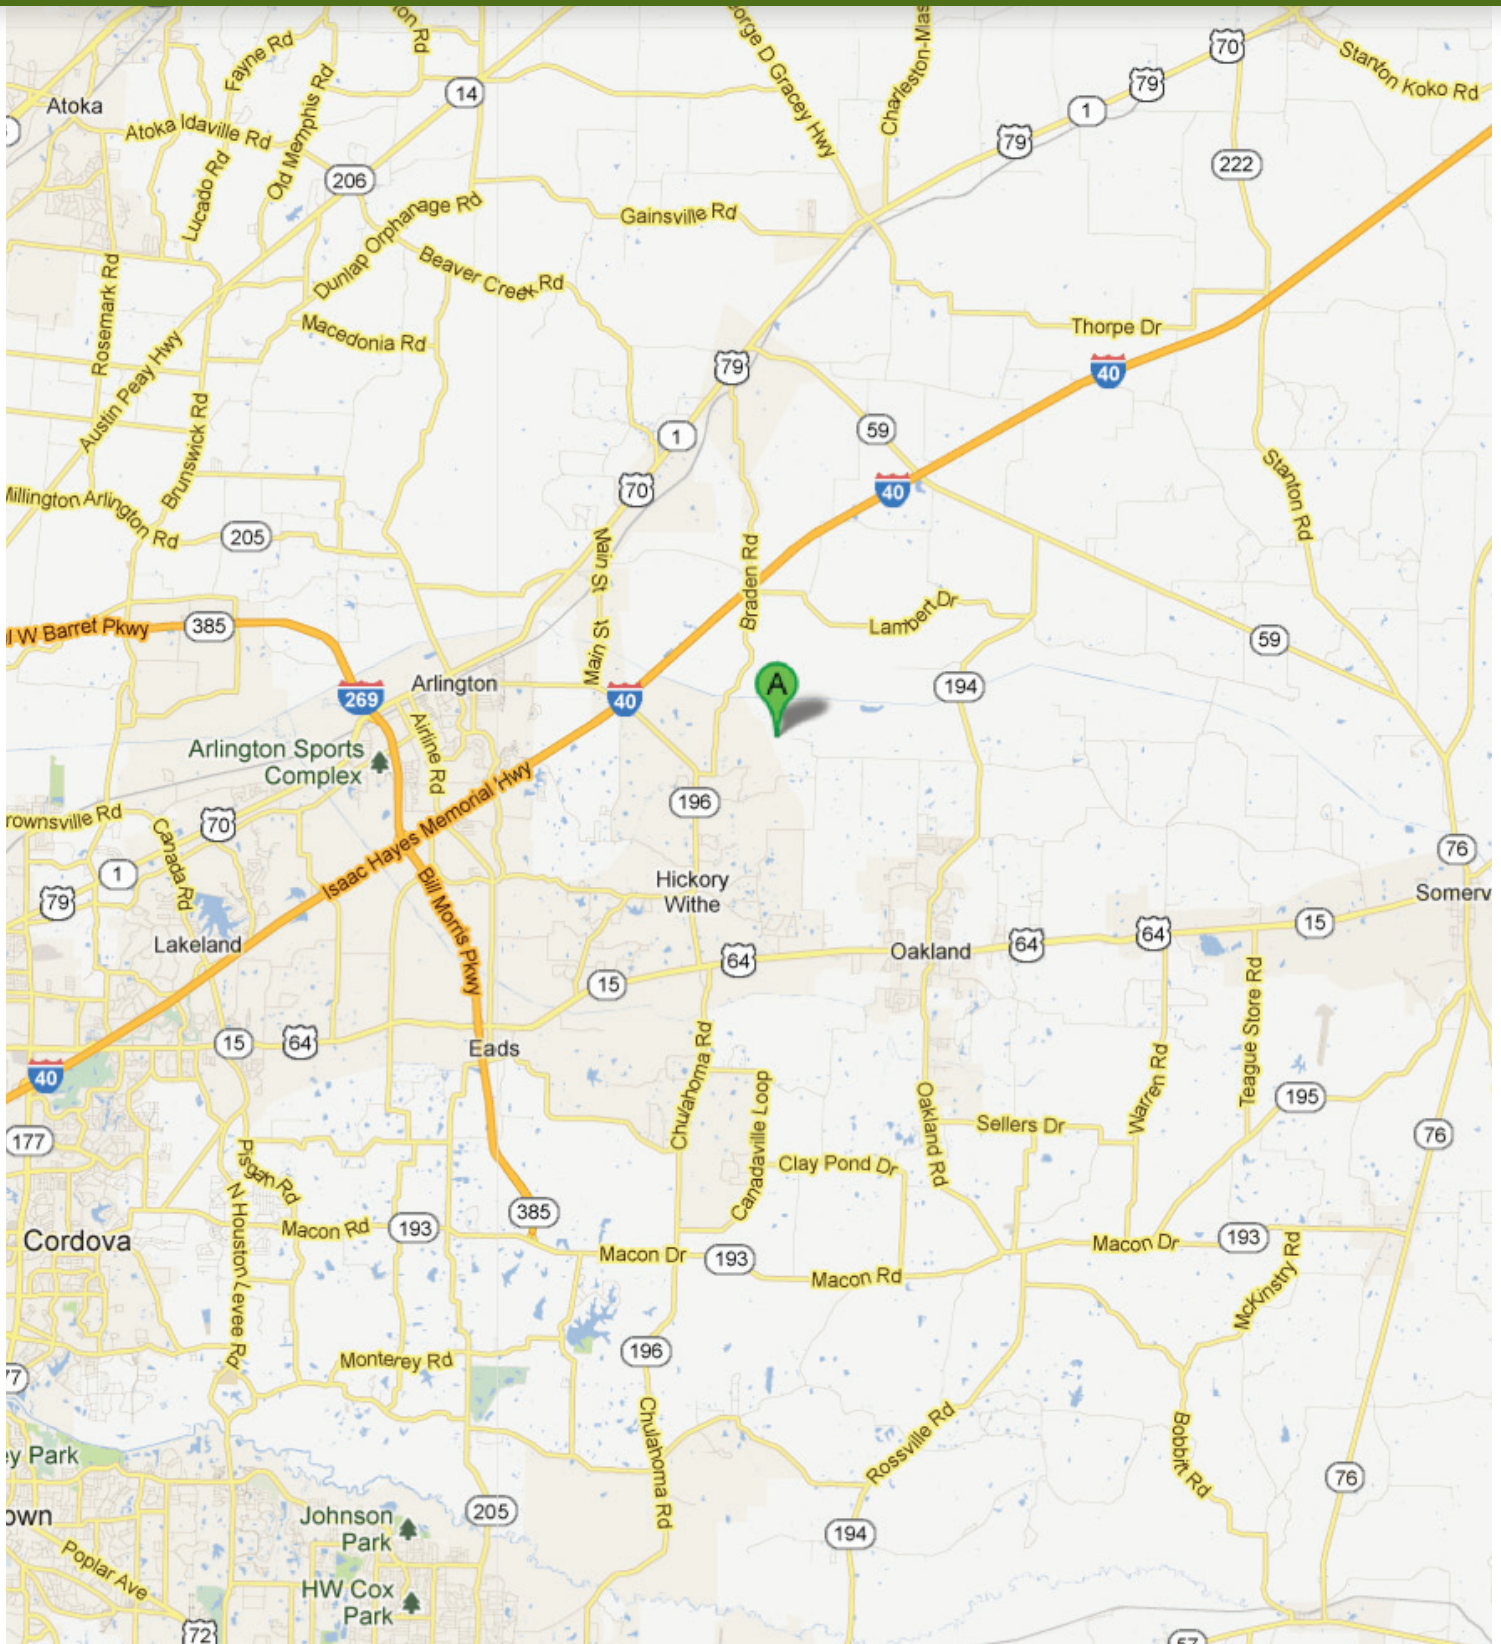 70
Stanton Koko Rd
79
1
79
222
George D Gracey Hwy
Charleston-Mas
ton Rd
Fayne Rd
Old Memphis Rd
14
Atoka
Atoka Idaville Rd
Lucado Rd
206
Dunlap Orphanage Rd
Gainsville Rd
Beaver Creek Rd
Rosemark Rd
Macedonia Rd
Austin Peay Hwy
Thorpe Dr
79
40
Brunswick Rd
1
59
Stanton Rd
70
40
Millington Arlington Rd
205
Main St
Braden Rd
Lambert Dr
385
l W Barret Pkwy
Main St
59
269
Arlington
40
A
194
Airline Rd
Arlington Sports
Complex
Isaac Hayes Memorial Hwy
196
rownsville Rd
70
Canada Rd
76
1
79
Bill Morris Pkwy
Hickory
Withe
Somerv
Lakeland
15
64
Oakland
64
64
15
15
64
Eads
Chulahoma Rd
Teague Store Rd
40
Canadaville Loop
Oakland Rd
Warren Rd
195
177
Sellers Dr
76
Pisgah Rd
Clay Pond Dr
N Houston Levee Rd
385
Cordova
Macon Rd
193
Macon Dr
193
Macon Rd
Macon Dr
193
McKinstry Rd
Monterey Rd
196
77
Chulahoma Rd
Rossville Rd
Bobbitt Rd
ey Park
76
own
Johnson
Park
205
194
Poplar Ave
HW Cox
Park
72
57